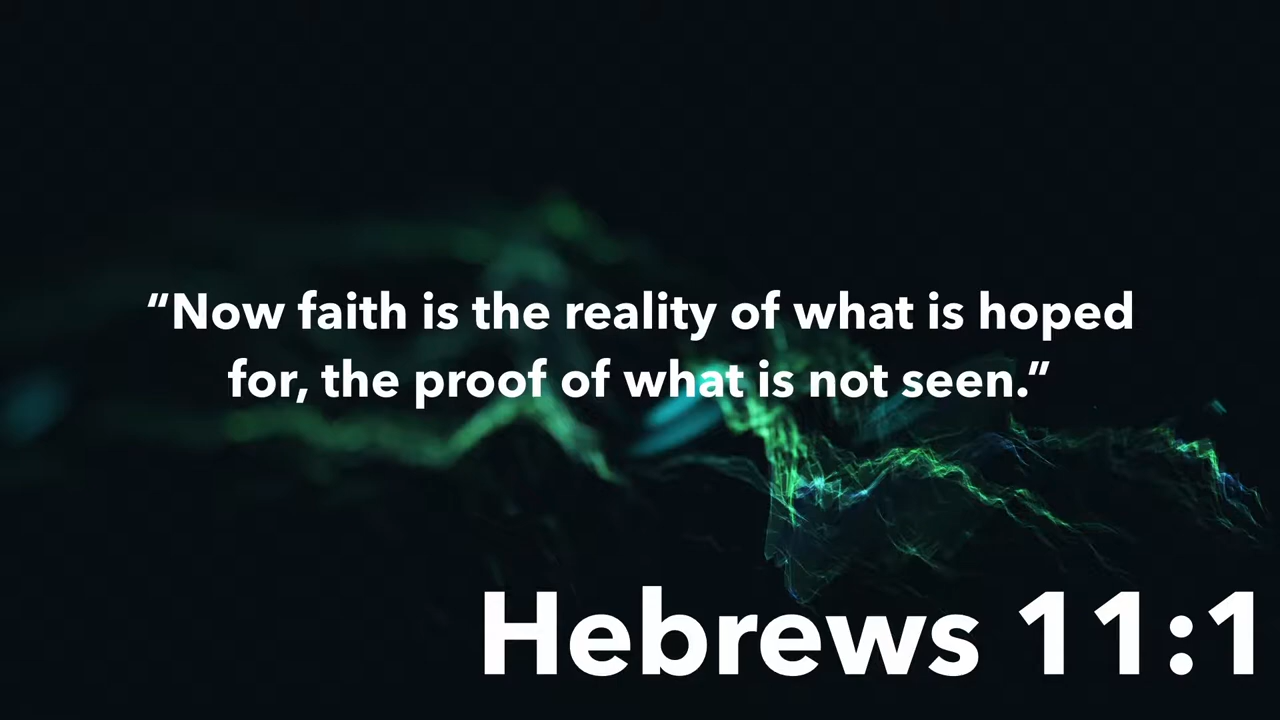 “Now faith is the reality of what is hoped
for, the proof of what is not seen.”
Hebrews 11:1